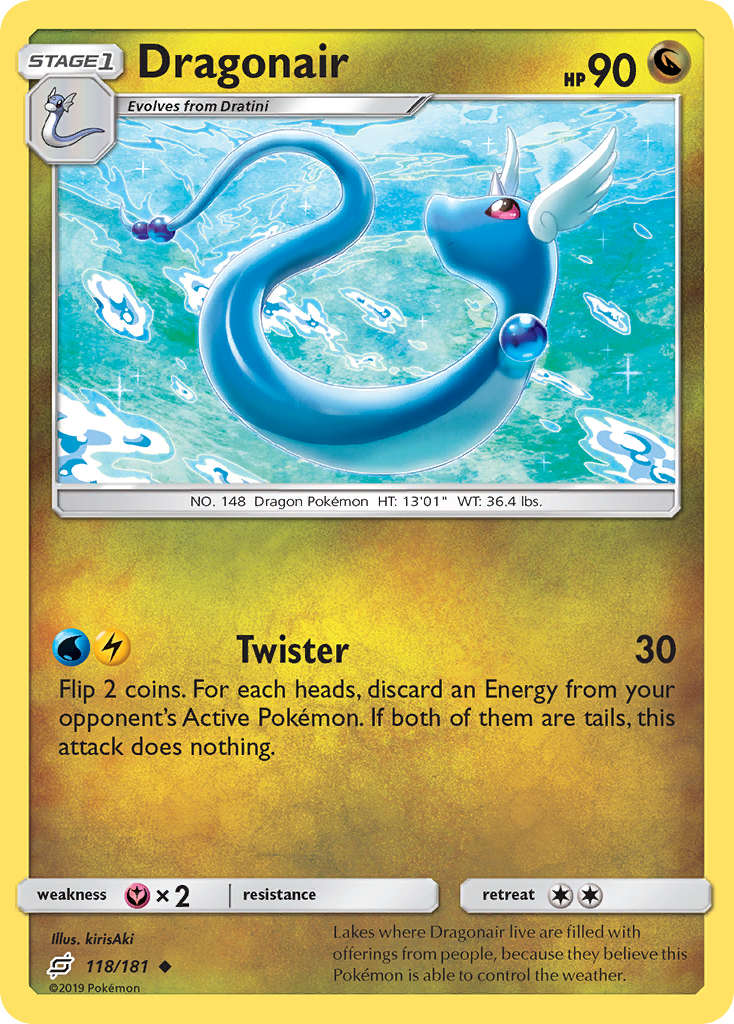 STAGE1
Dragonair
HP90
Evolves from Dratini
NO. 148 Dragon Pokémon HT: 13'01" WT: 36.4 lbs.
Twister 30
Flip 2 coins. For each heads, discard an Energy from your
opponent's Active Pokémon. If both of them are tails, this
attack does nothing.
weakness ×2 resistance retreat
Illus. kirisAki
118/181
©2019 Pokémon
Lakes where Dragonair live are filled with
offerings from people, because they believe this
Pokémon is able to control the weather.